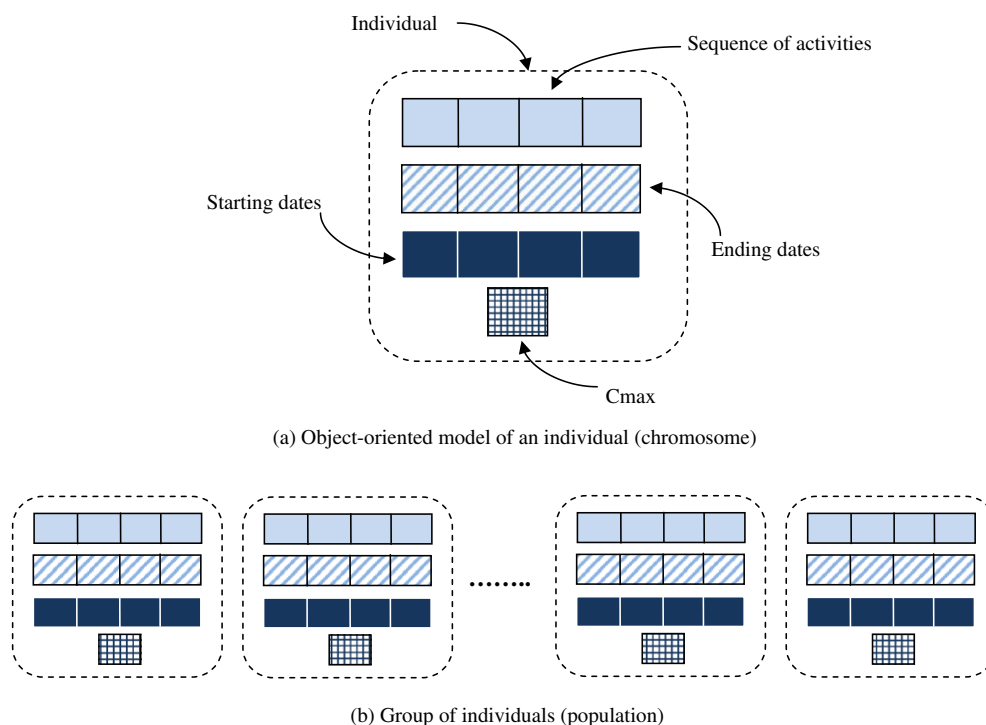 Individual
Sequence of activities
Starting dates
Ending dates
Cmax
(a) Object-oriented model of an individual (chromosome)
(b) Group of individuals (population)